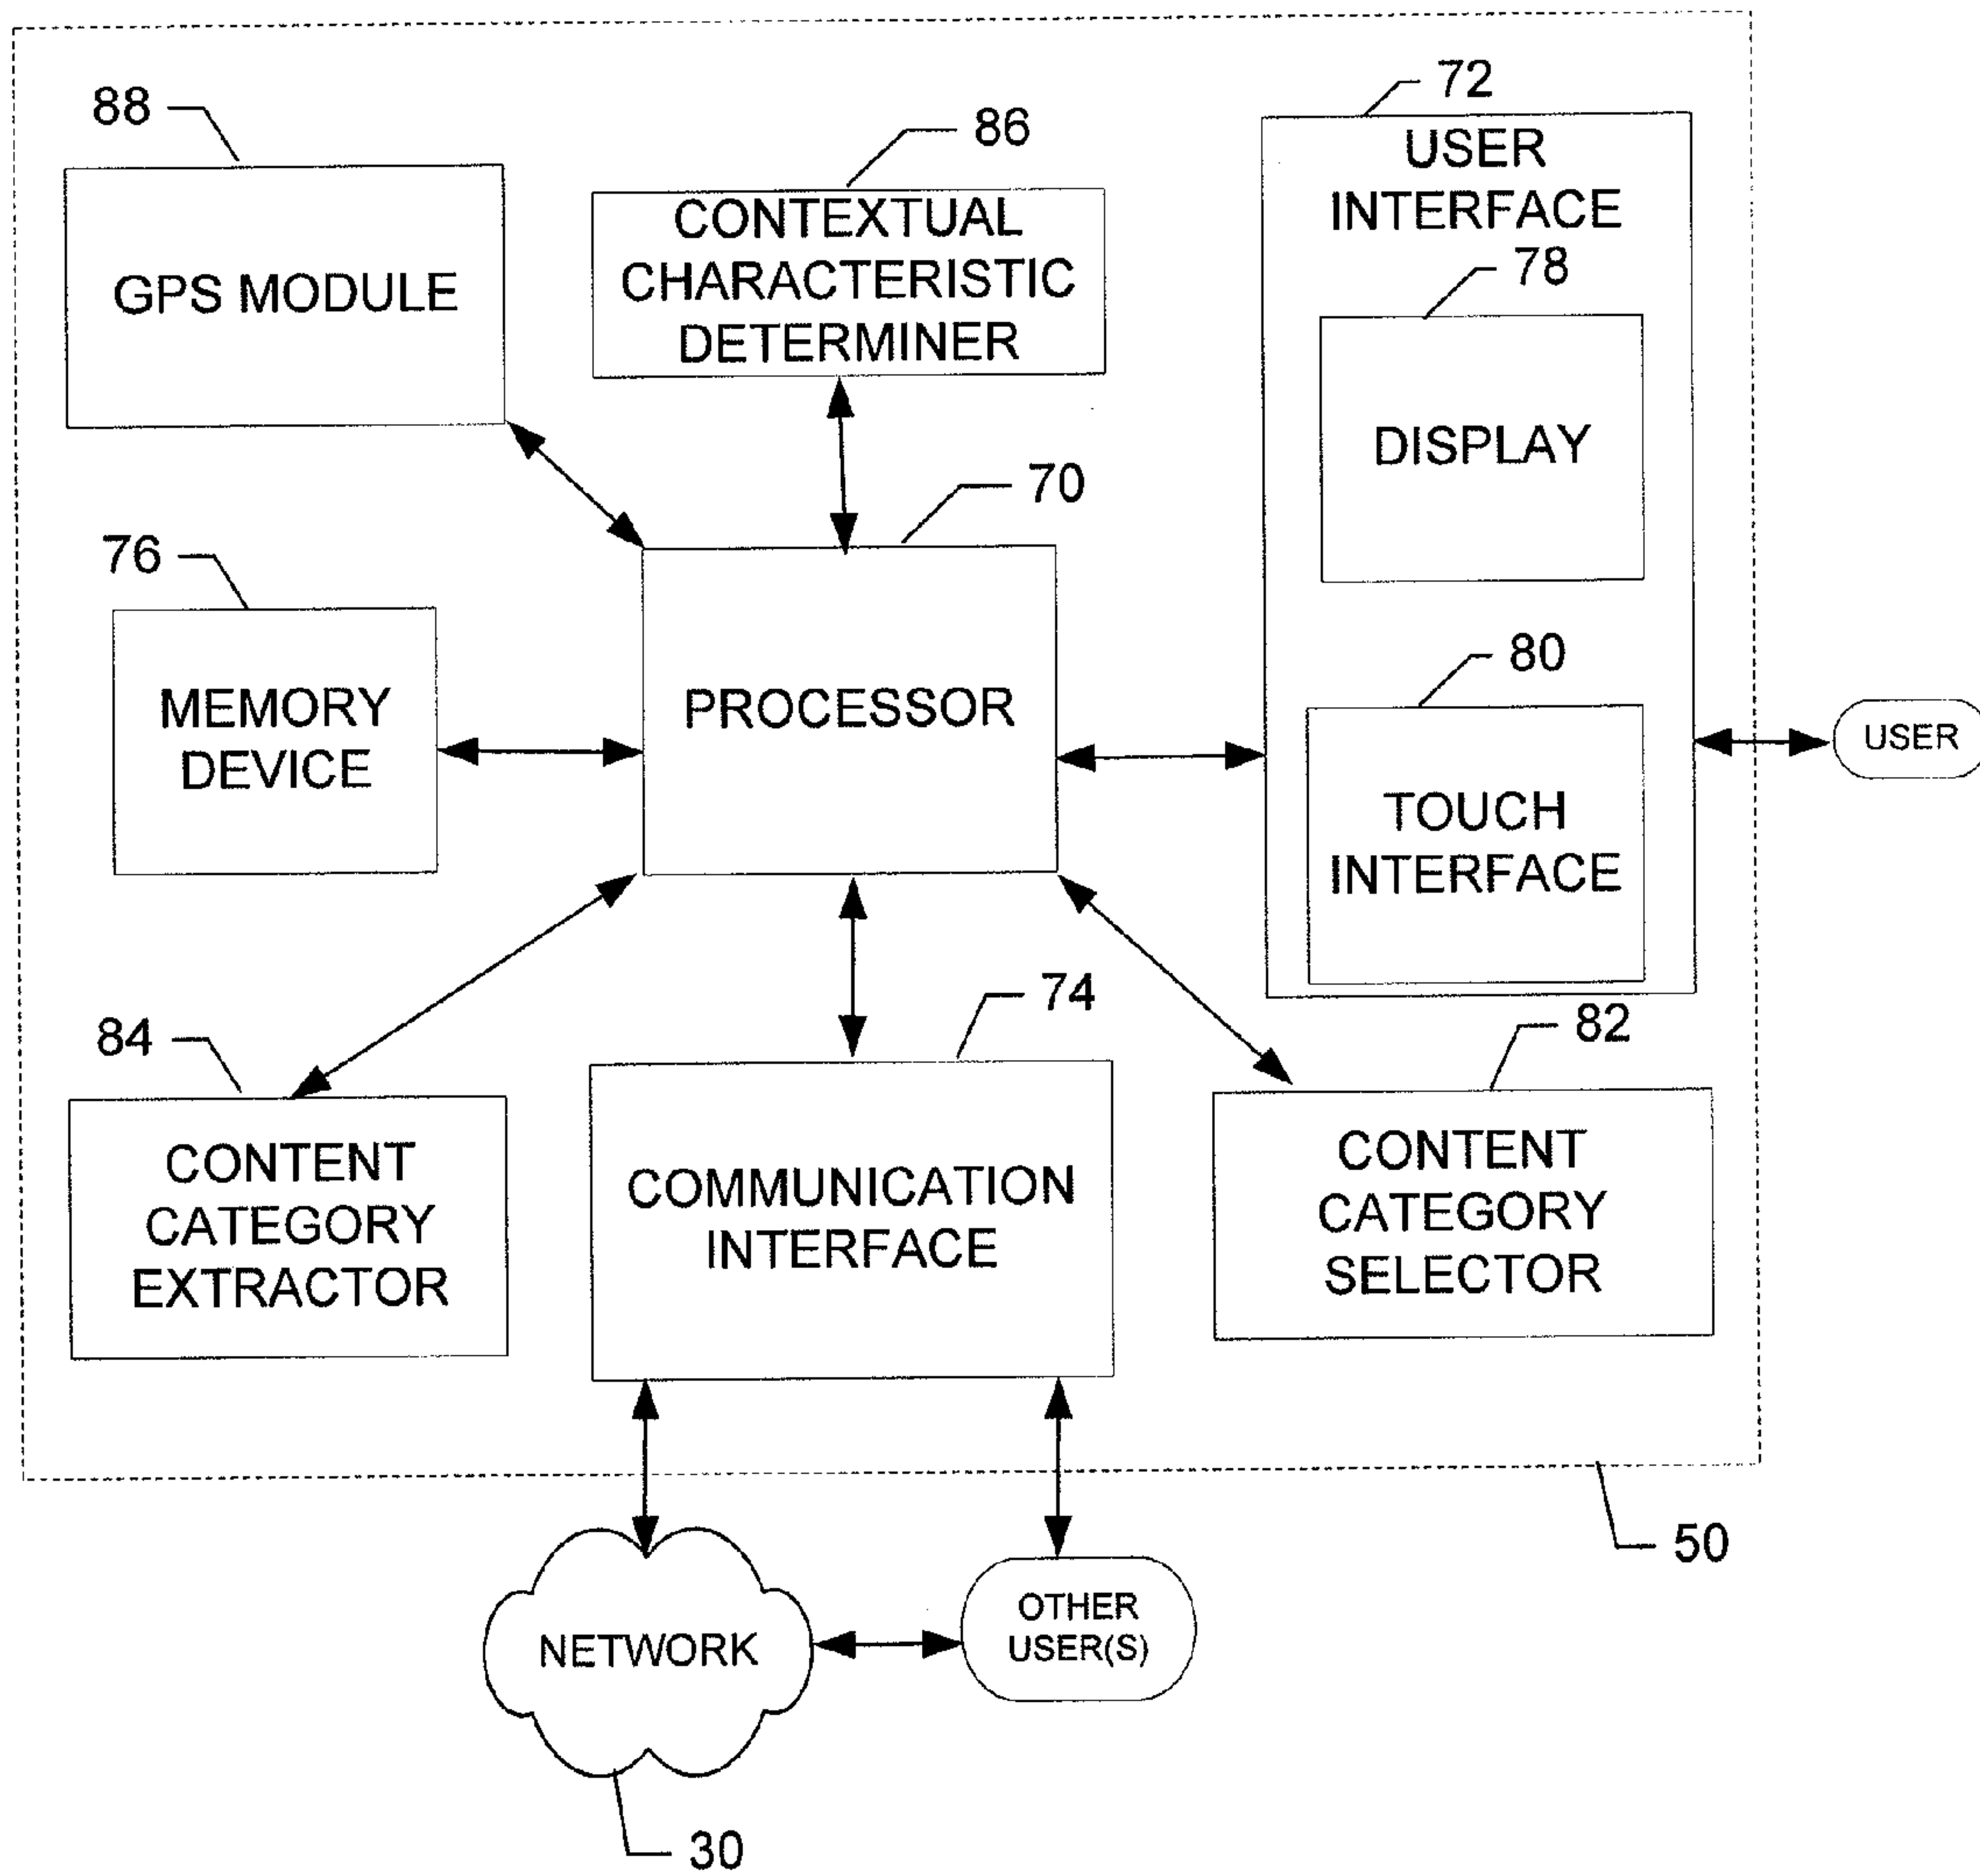 88
GPS MODULE
86
CONTEXTUAL
CHARACTERISTIC
DETERMINER
72
USER
INTERFACE
78
DISPLAY
70
PROCESSOR
76
MEMORY
DEVICE
80
TOUCH
INTERFACE
USER
84
CONTENT
CATEGORY
EXTRACTOR
74
COMMUNICATION
INTERFACE
82
CONTENT
CATEGORY
SELECTOR
50
NETWORK
OTHER
USER(S)
30